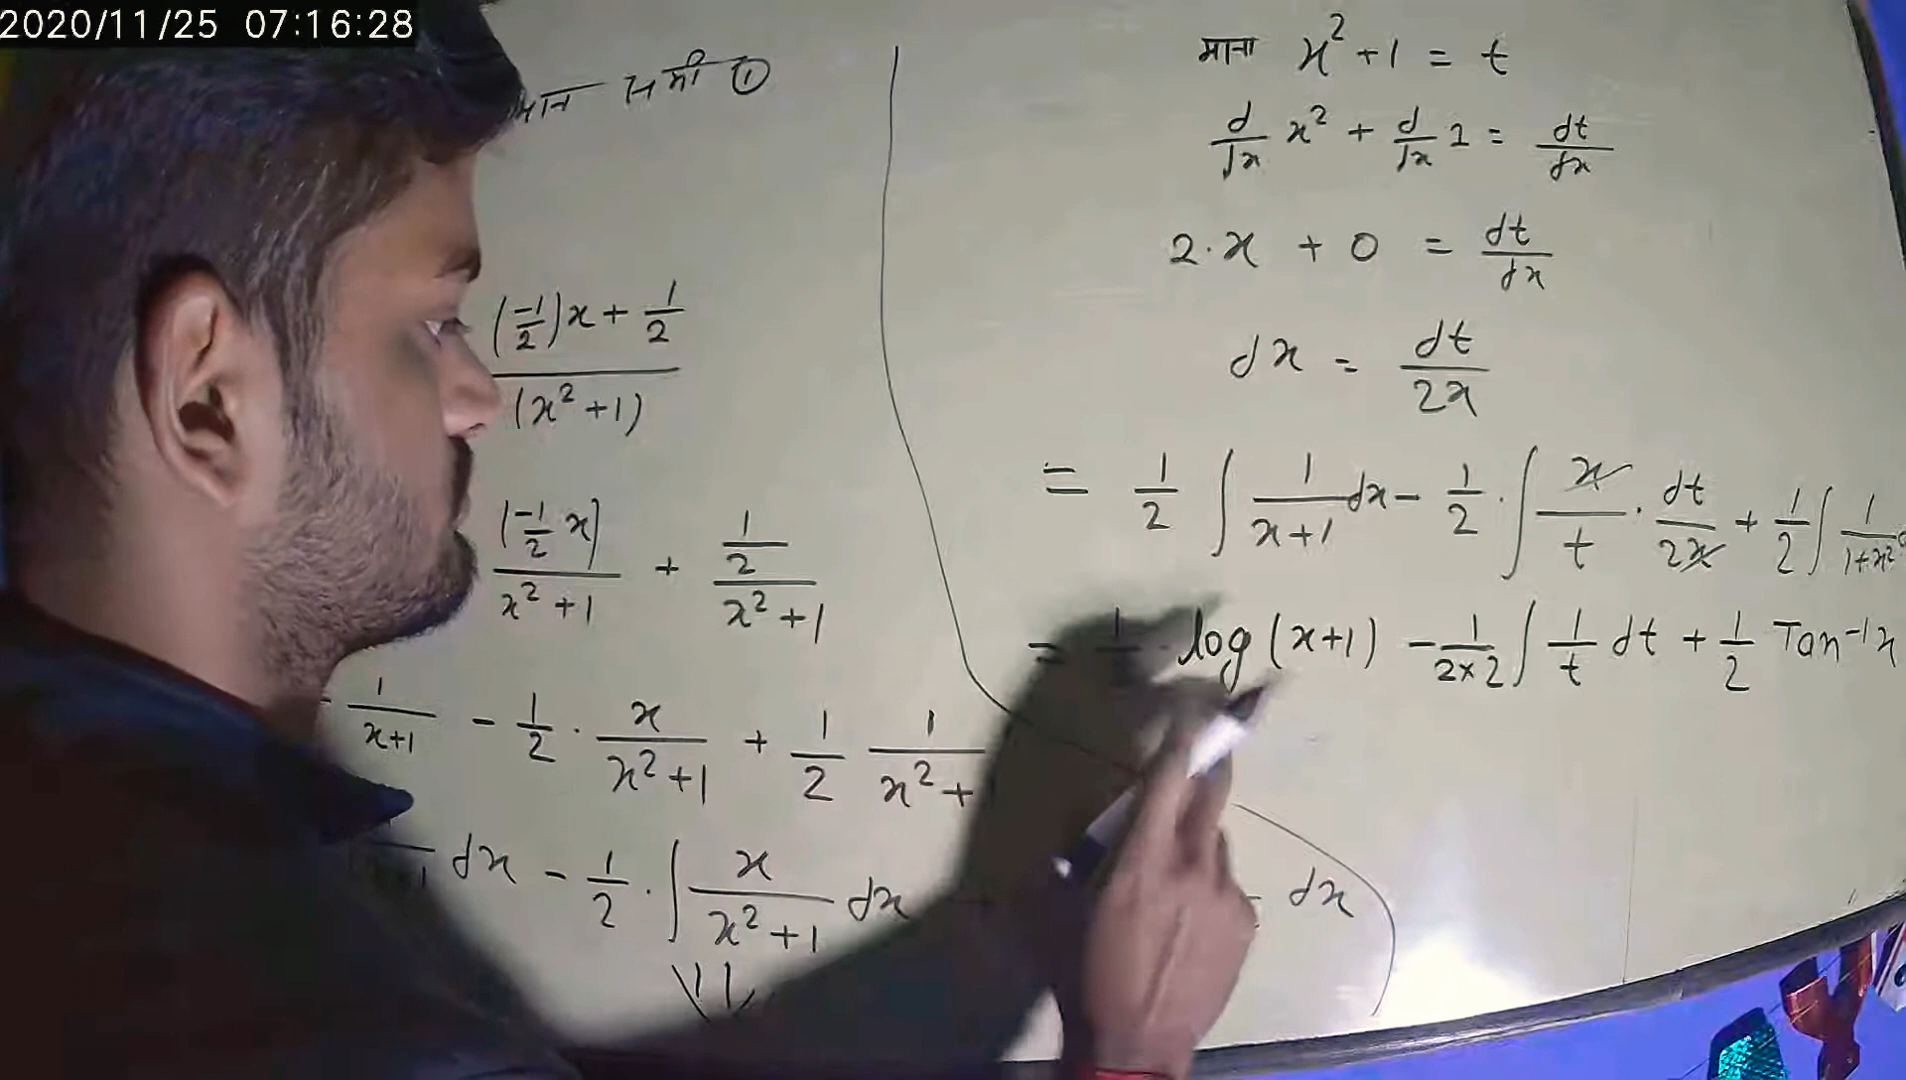 2020/11/25 07:16:28
मान समी ①
(-1/2)x + 1/2
(x² + 1)
(-1/2 x)/(x² + 1) + (1/2)/(x² + 1)
1/(x+1) - 1/2 · x/(x² + 1) + 1/2 1/(x² +
dx - 1/2 · ∫ x/(x² + 1) dx
dx
माना x² + 1 = t
d/dx x² + d/dx 1 = dt/dx
2·x + 0 = dt/dx
dx = dt/2x
= 1/2 ∫ 1/(x+1) dx - 1/2 · ∫ x/t · dt/2x + 1/2 ∫ 1/(1+x²)
= log (x+1) - 1/(2×2) ∫ 1/t dt + 1/2 Tan⁻¹x